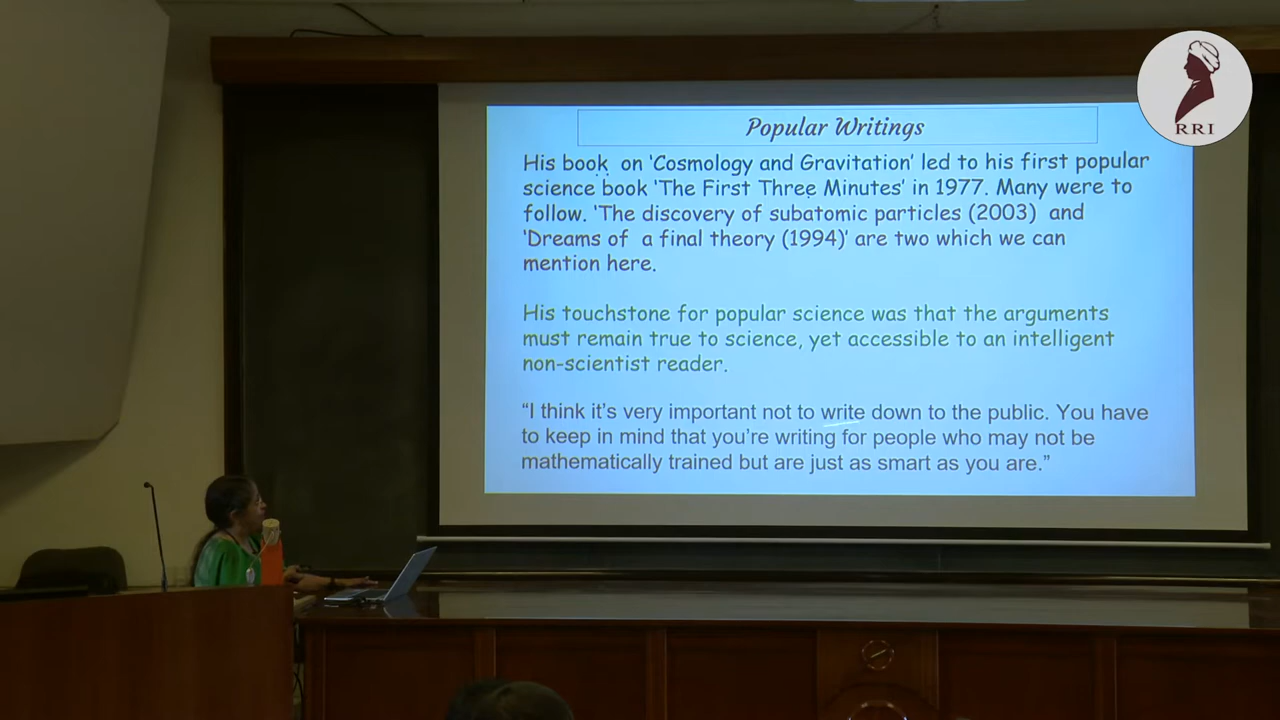 RRI
Popular Writings
His book on 'Cosmology and Gravitation' led to his first popular
science book 'The First Three Minutes' in 1977. Many were to
follow. 'The discovery of subatomic particles (2003) and
'Dreams of a final theory (1994)' are two which we can
mention here.
His touchstone for popular science was that the arguments
must remain true to science, yet accessible to an intelligent
non-scientist reader.
“I think it’s very important not to write down to the public. You have
to keep in mind that you’re writing for people who may not be
mathematically trained but are just as smart as you are.”